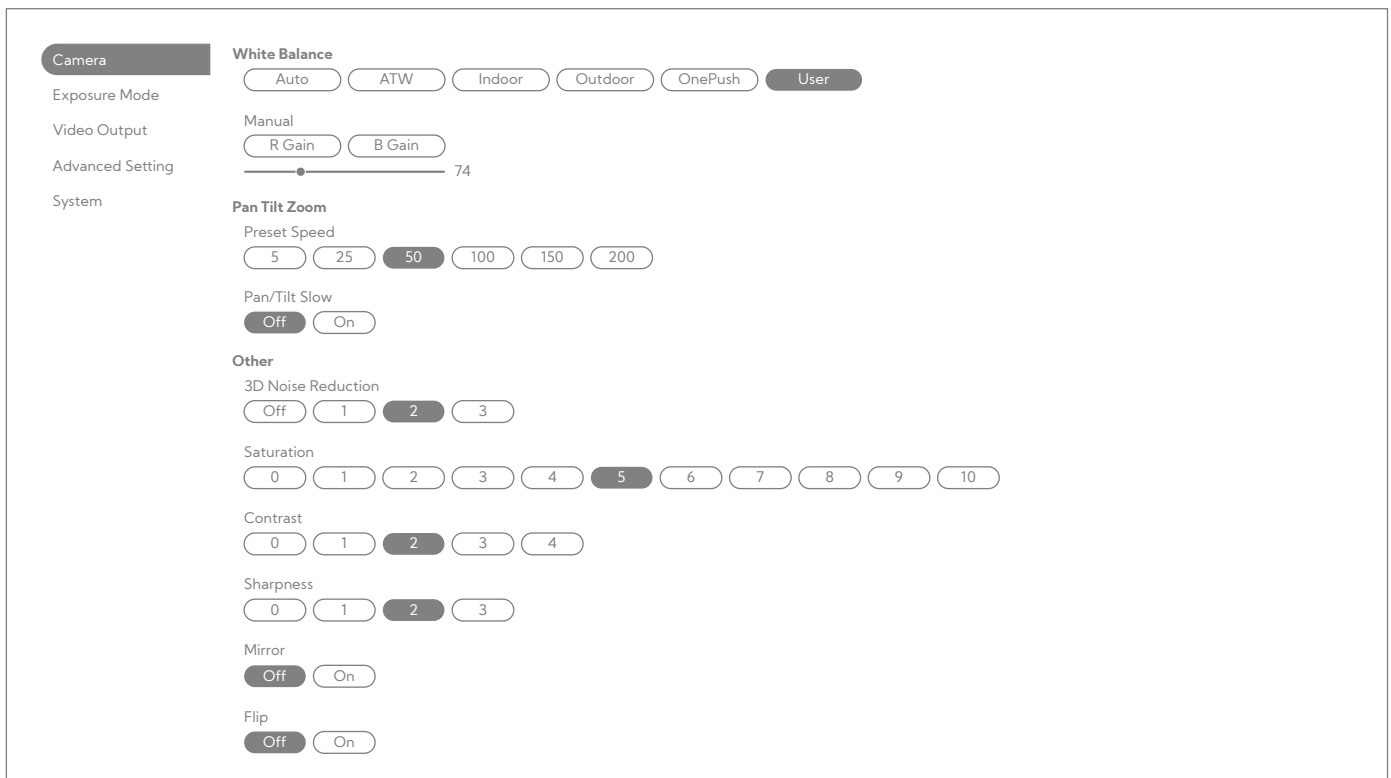 Camera
Exposure Mode
Video Output
Advanced Setting
System
White Balance
Auto ATW Indoor Outdoor OnePush User
Manual
R Gain B Gain
74
Pan Tilt Zoom
Preset Speed
5 25 50 100 150 200
Pan/Tilt Slow
Off On
Other
3D Noise Reduction
Off 1 2 3
Saturation
0 1 2 3 4 5 6 7 8 9 10
Contrast
0 1 2 3 4
Sharpness
0 1 2 3
Mirror
Off On
Flip
Off On